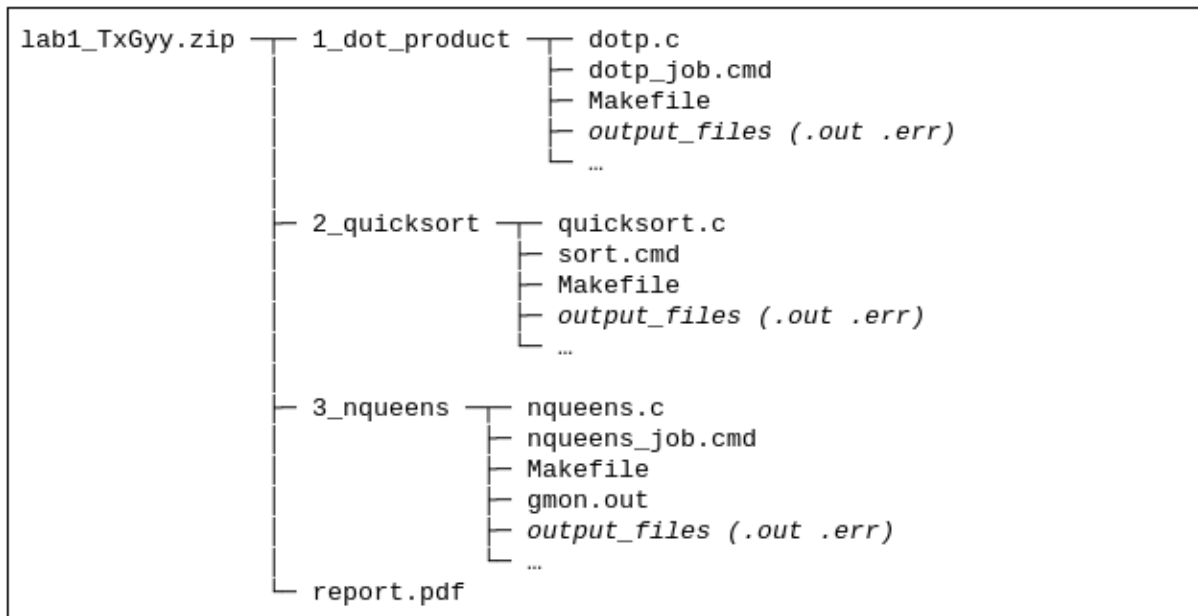 lab1_TxGyy.zip ─┬─ 1_dot_product ─┬─ dotp.c
├─ dotp_job.cmd
├─ Makefile
├─ output_files (.out .err)
└─ …
├─ 2_quicksort ─┬─ quicksort.c
├─ sort.cmd
├─ Makefile
├─ output_files (.out .err)
└─ …
├─ 3_nqueens ─┬─ nqueens.c
├─ nqueens_job.cmd
├─ Makefile
├─ gmon.out
├─ output_files (.out .err)
└─ …
└─ report.pdf